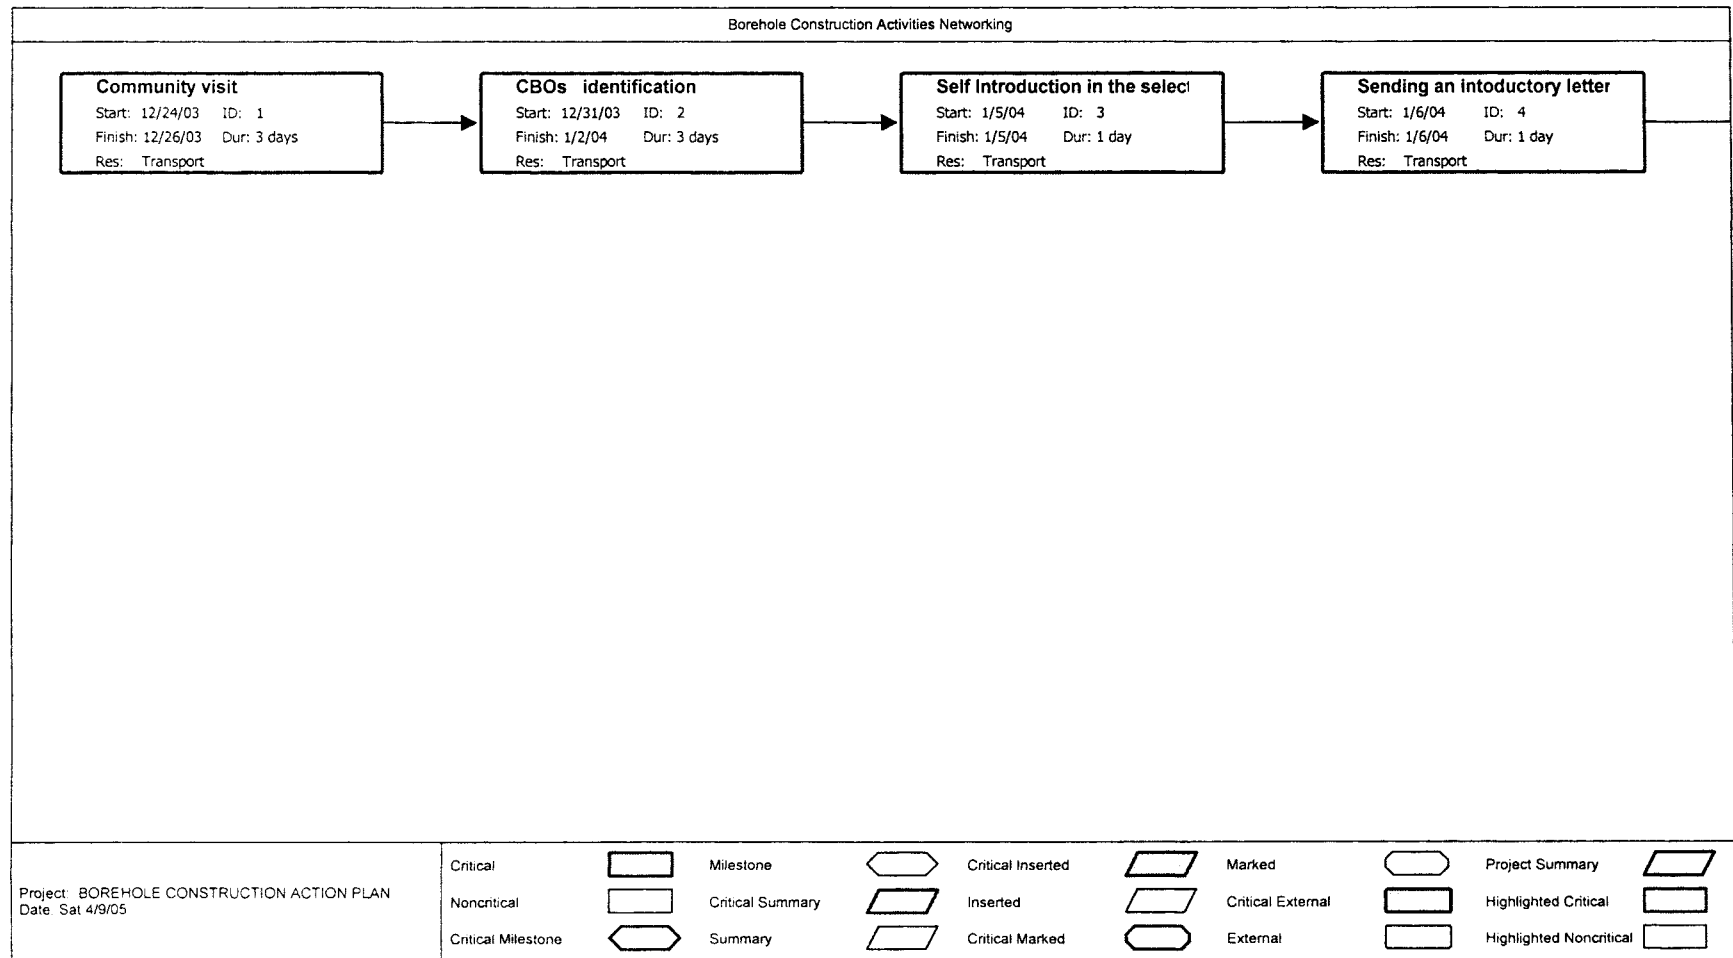 Borehole Construction Activities Networking
Community visit
Start: 12/24/03 ID: 1
Finish: 12/26/03 Dur: 3 days
Res: Transport
CBOs identification
Start: 12/31/03 ID: 2
Finish: 1/2/04 Dur: 3 days
Res: Transport
Self Introduction in the select
Start: 1/5/04 ID: 3
Finish: 1/5/04 Dur: 1 day
Res: Transport
Sending an intoductory letter
Start: 1/6/04 ID: 4
Finish: 1/6/04 Dur: 1 day
Res: Transport
Project: BOREHOLE CONSTRUCTION ACTION PLAN
Date: Sat 4/9/05
Critical Milestone Critical Inserted Marked Project Summary
Noncritical Critical Summary Inserted Critical External Highlighted Critical
Critical Milestone Summary Critical Marked External Highlighted Noncritical